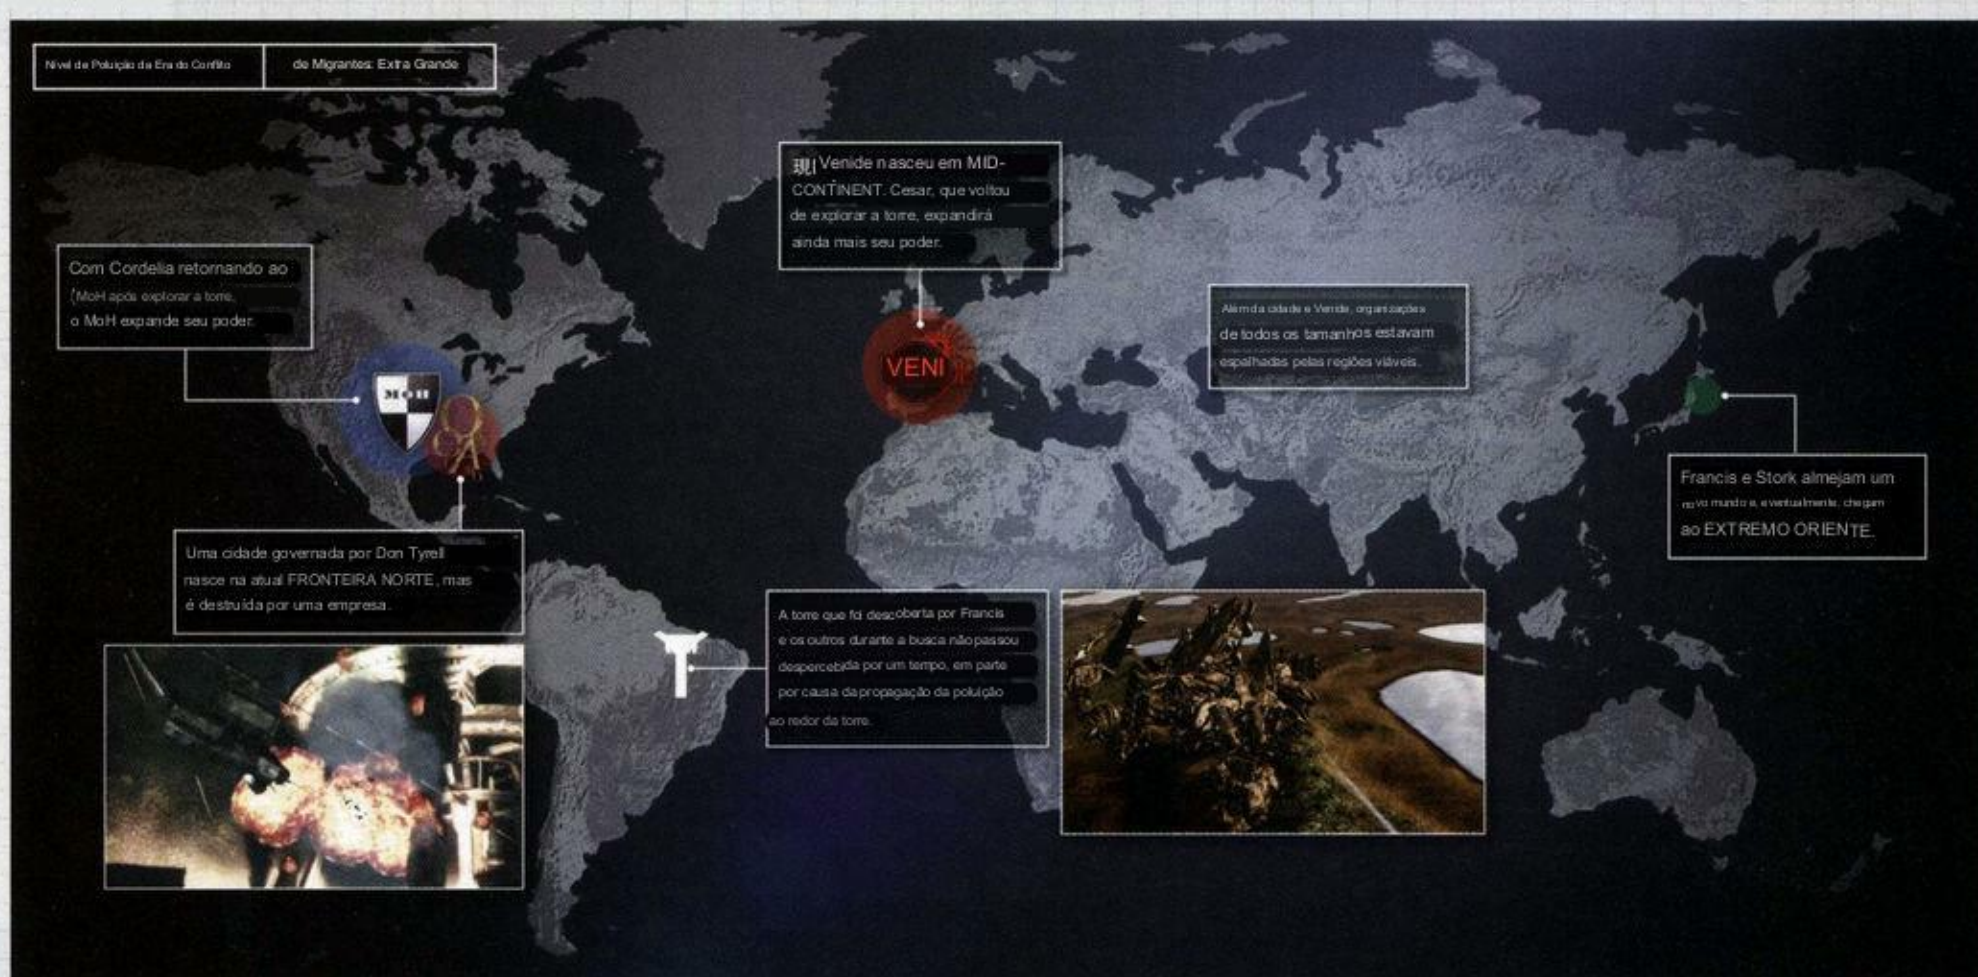 Nível de Poluição da Era do Conflito
de Migrantes: Extra Grande
Venide nasceu em MID-
CONTINENT. Cesar, que voltou
de explorar a torre, expandirá
ainda mais seu poder.
Com Cordelia retornando ao
(MoH após explorar a torre,
o MoH expande seu poder.
Além da cidade e Venide, organizações
de todos os tamanhos estavam
espalhadas pelas regiões viáveis.
MOH
VENI
Francis e Stork almejam um
novo mundo e, eventualmente, chegam
ao EXTREMO ORIENTE.
Uma cidade governada por Don Tyrell
nasce na atual FRONTEIRA NORTE, mas
é destruída por uma empresa.
A torre que foi descoberta por Francis
e os outros durante a busca não passou
despercebida por um tempo, em parte
por causa da propagação da poluição
ao redor da torre.